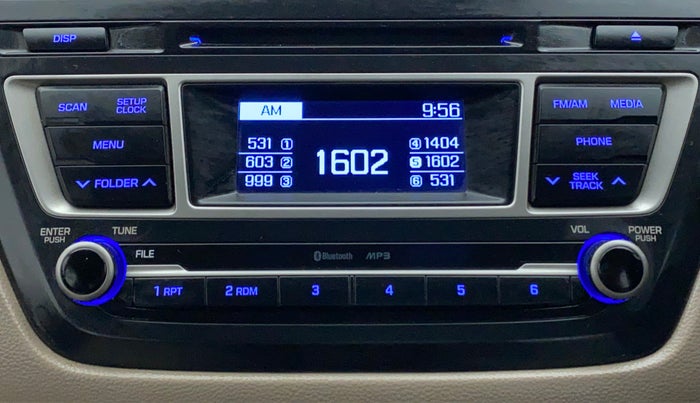 DISP
SCAN SETUP CLOCK
AM 9:56
FM/AM MEDIA
MENU
531 1 4 1404
603 2 1602 5 1602
999 3 6 531
PHONE
FOLDER
SEEK TRACK
ENTER PUSH TUNE
VOL POWER PUSH
FILE
Bluetooth MP3
1 RPT 2 RDM 3 4 5 6